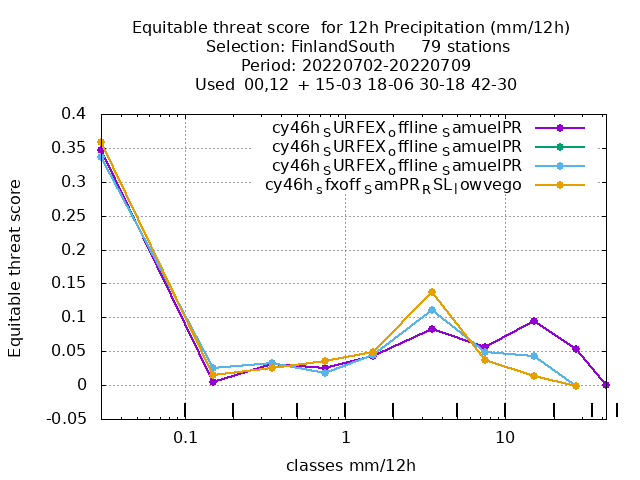 Equitable threat score  for 12h Precipitation (mm/12h)
Selection: FinlandSouth     79 stations
Period: 20220702-20220709
Used  00,12  + 15-03 18-06 30-18 42-30
0.4
0.35
0.3
0.25
0.2
0.15
0.1
0.05
0
-0.05
Equitable threat score
cy46h_SURFEX_offline_SamuelPR
cy46h_SURFEX_offline_SamuelPR
cy46h_SURFEX_offline_SamuelPR
cy46h_sfxoff_SamPR_RSL_lowvego
0.1
1
10
classes mm/12h